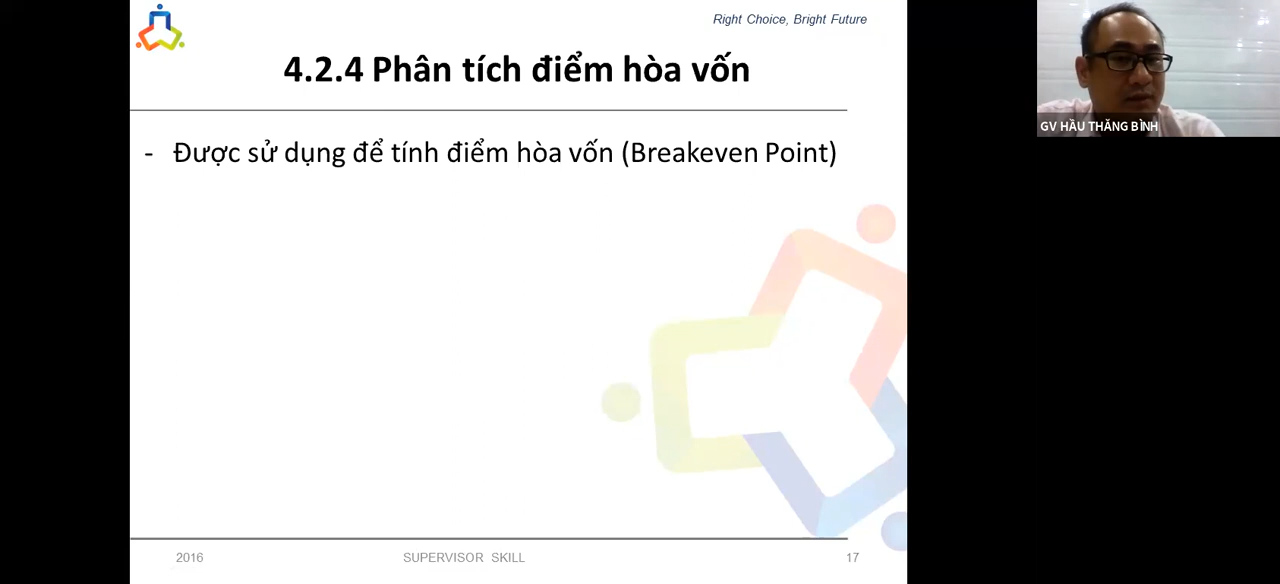 Right Choice, Bright Future
4.2.4 Phân tích điểm hòa vốn
- Được sử dụng để tính điểm hòa vốn (Breakeven Point)
GV HẦU THĂNG BÌNH
2016 SUPERVISOR SKILL 17